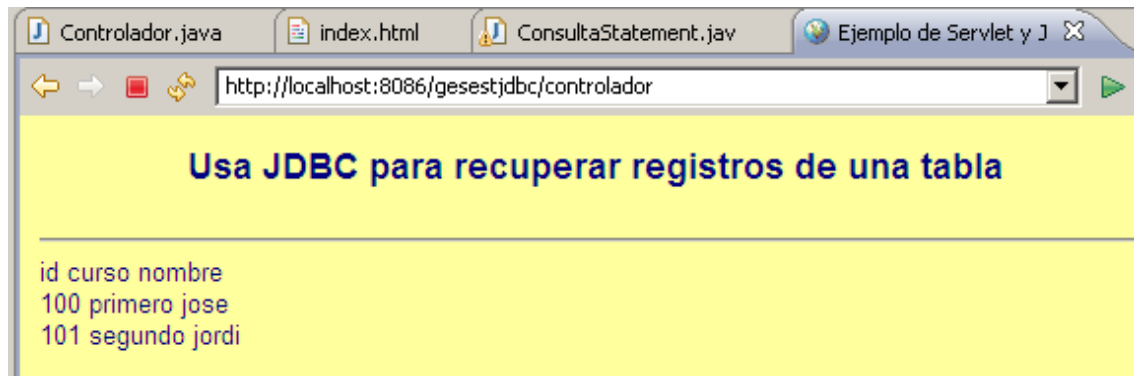 Controlador.java index.html ConsultaStatement.jav Ejemplo de Servlet y J
http://localhost:8086/gesestjdbc/controlador
Usa JDBC para recuperar registros de una tabla
id curso nombre
100 primero jose
101 segundo jordi